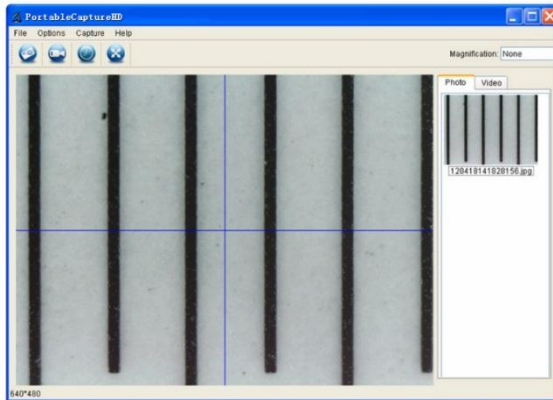 PortableCaptureHD
File Options Capture Help
Magnification: None
Photo Video
120418141828156.jpg
640*480